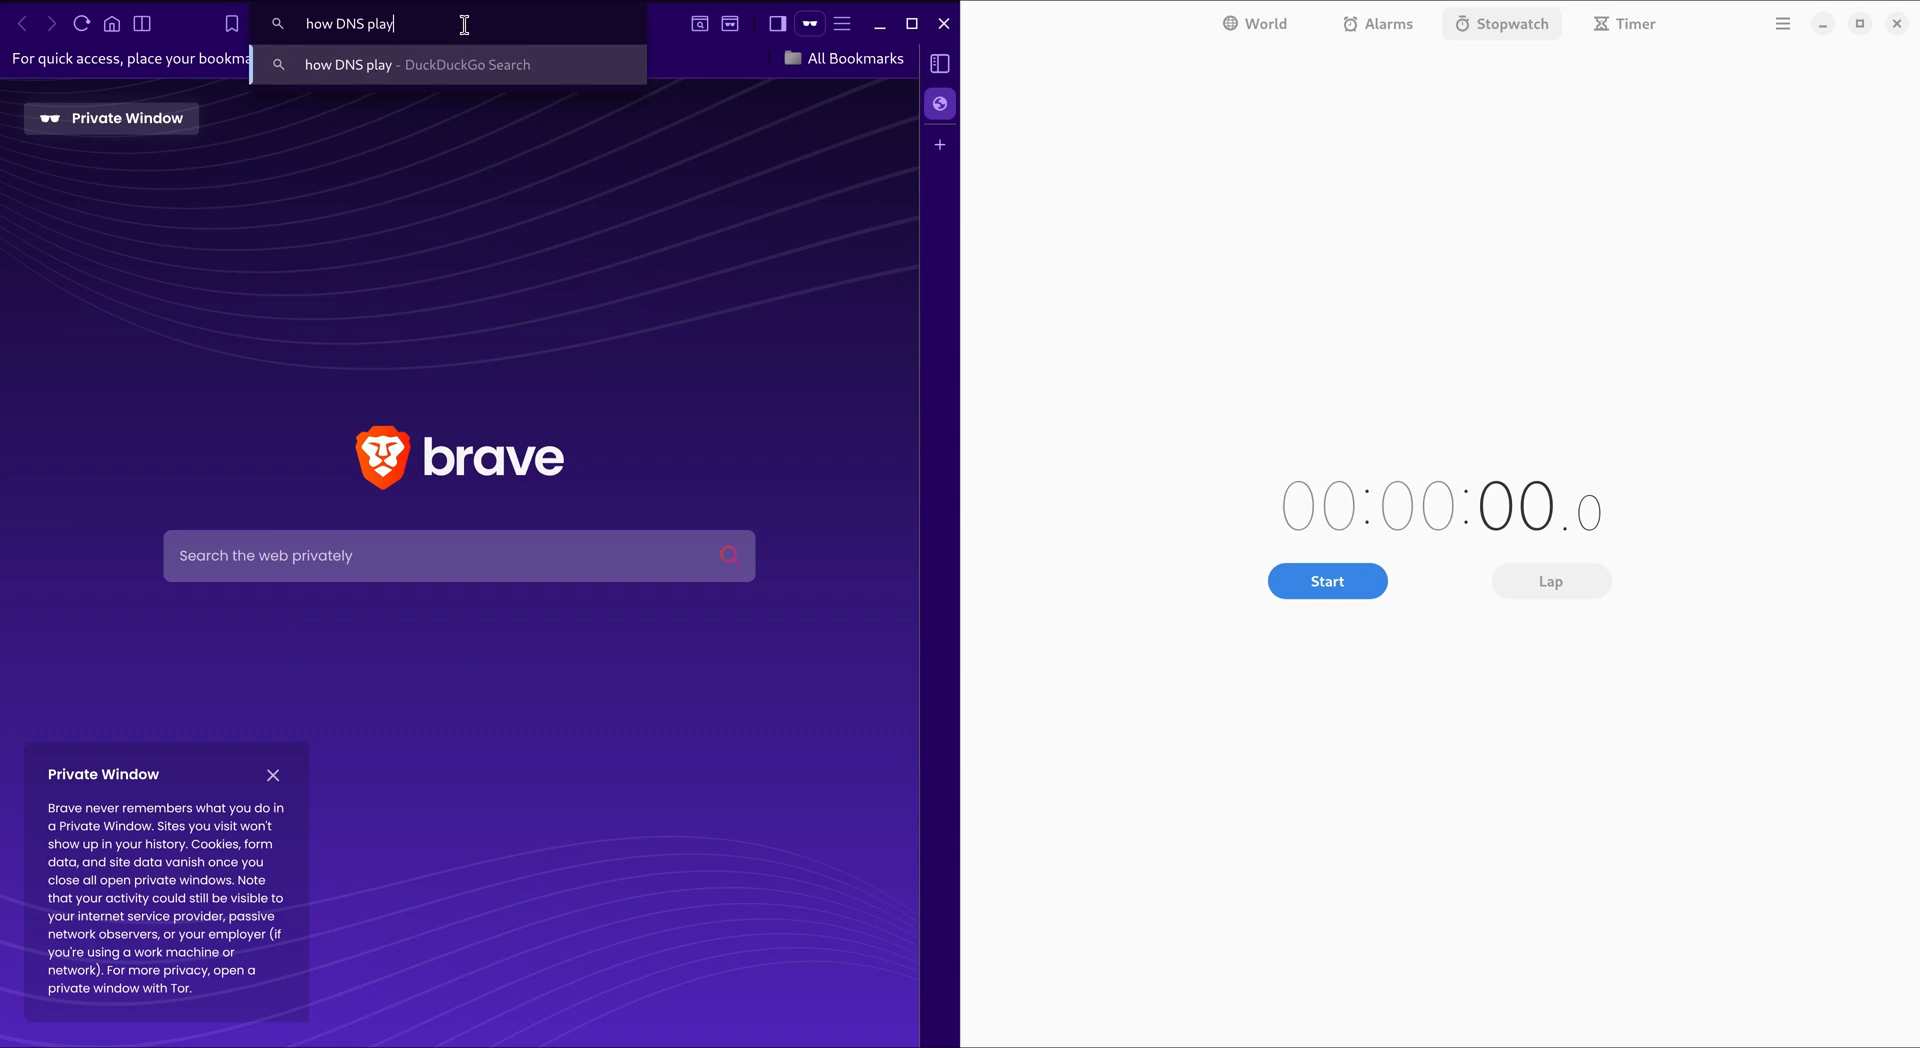 how DNS play
how DNS play - DuckDuckGo Search
For quick access, place your bookma
All Bookmarks
Private Window
brave
Search the web privately
Private Window
Brave never remembers what you do in
a Private Window. Sites you visit won't
show up in your history. Cookies, form
data, and site data vanish once you
close all open private windows. Note
that your activity could still be visible to
your internet service provider, passive
network observers, or your employer (if
you're using a work machine or
network). For more privacy, open a
private window with Tor.
World
Alarms
Stopwatch
Timer
00:00:00.0
Start
Lap